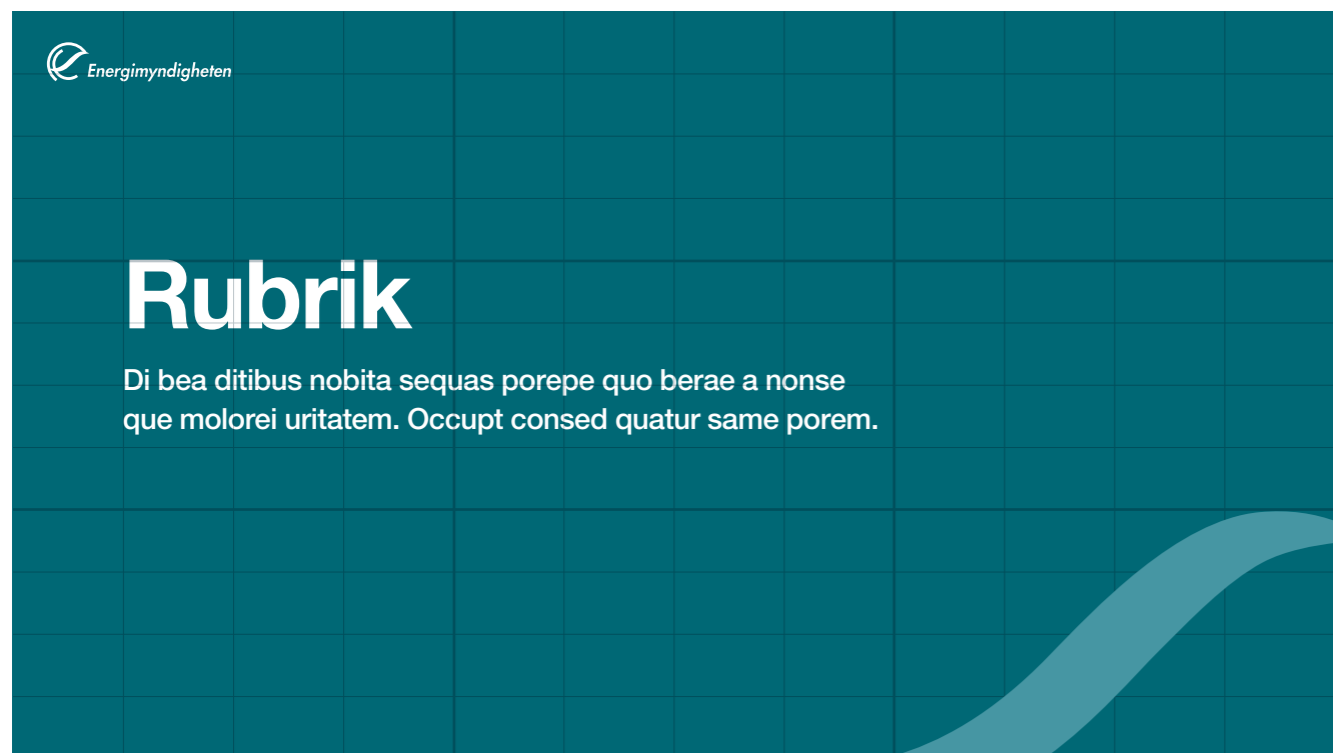 Energimyndigheten
Rubrik
Di bea ditibus nobita sequas porepe quo berae a nonse
que molorei uritatem. Occupt consed quatur same porem.